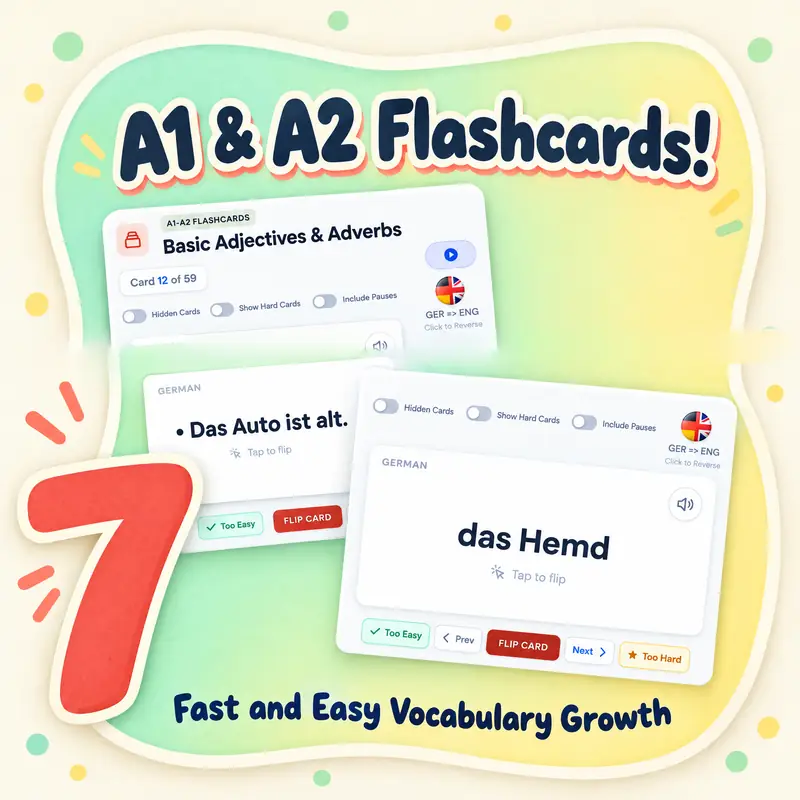 A1 & A2 Flashcards!
A1-A2 FLASHCARDS
Basic Adjectives & Adverbs
Card 12 of 59
Hidden Cards
Show Hard Cards
Include Pauses
GER => ENG
Click to Reverse
GERMAN
• Das Auto ist alt.
Tap to flip
Too Easy
FLIP CARD
Hidden Cards
Show Hard Cards
Include Pauses
GER => ENG
Click to Reverse
GERMAN
das Hemd
Tap to flip
Too Easy
Prev
FLIP CARD
Next
Too Hard
7
Fast and Easy Vocabulary Growth